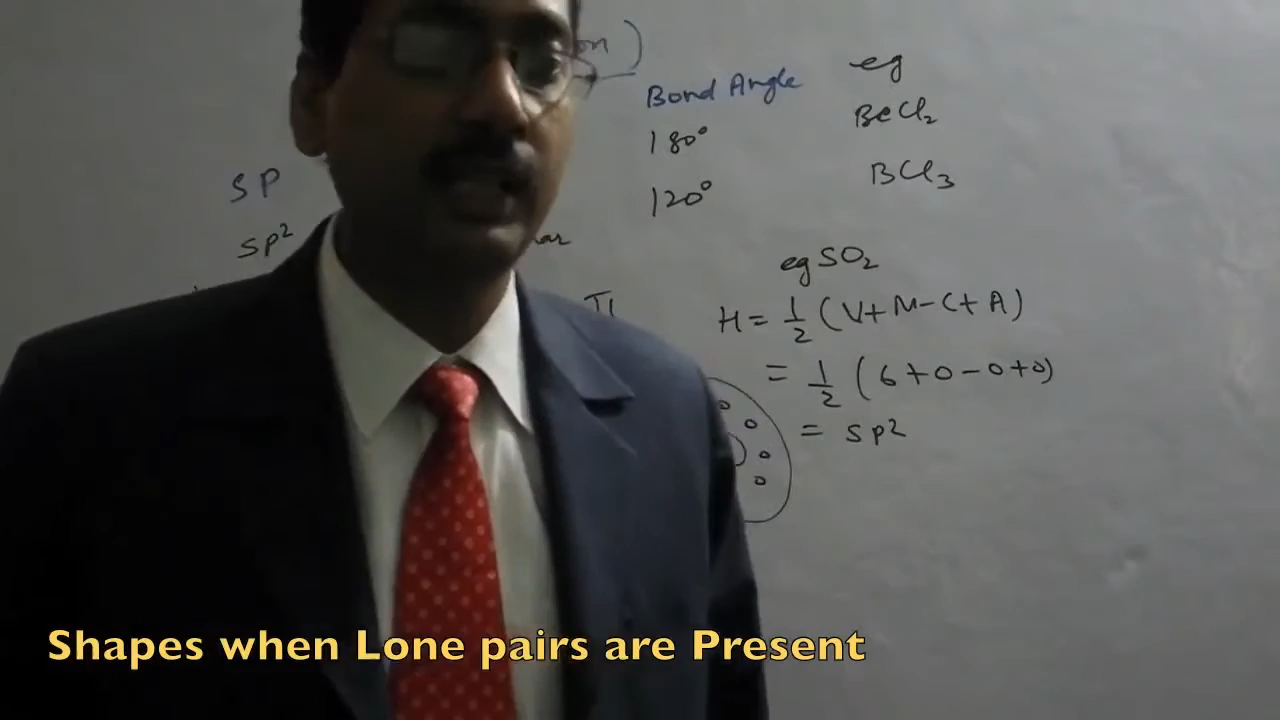 on)
Bond Angle eg
180° BeCl₂
SP 120° BCl₃
SP²
eg SO₂
H = 1/2 (V+M-C+A)
= 1/2 (6+0-0+0)
= SP²
Shapes when Lone pairs are Present